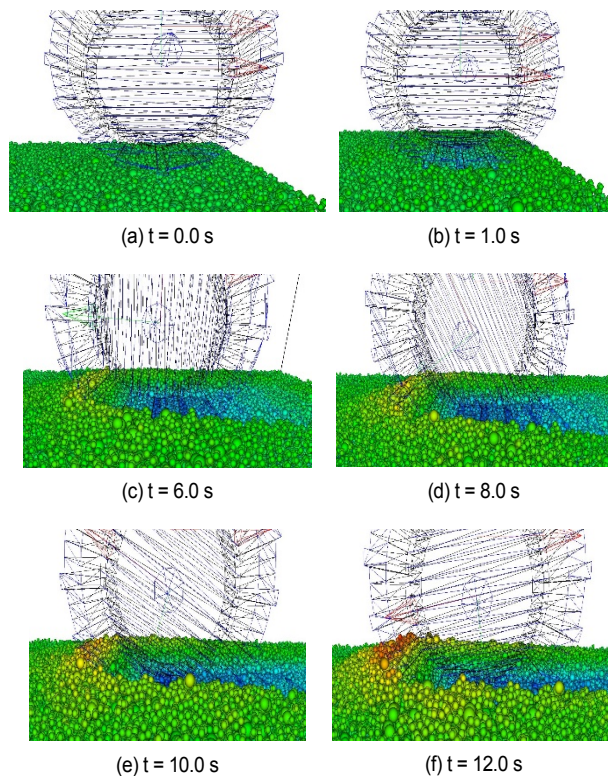 (a) t = 0.0 s
(b) t = 1.0 s
(c) t = 6.0 s
(d) t = 8.0 s
(e) t = 10.0 s
(f) t = 12.0 s